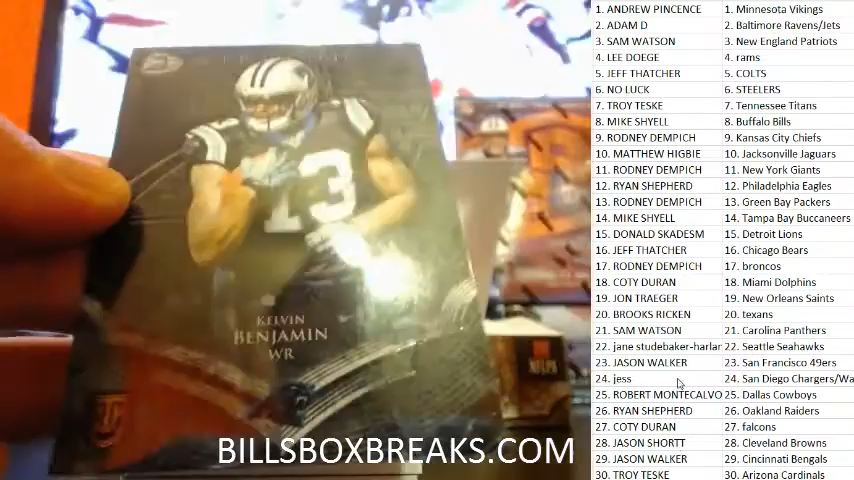 13
KELVIN
BENJAMIN
WR
NFLPA
BILLSBOXBREAKS.COM
1. ANDREW PINCENCE 1. Minnesota Vikings
2. ADAM D 2. Baltimore Ravens/Jets
3. SAM WATSON 3. New England Patriots
4. LEE DOEGE 4. rams
5. JEFF THATCHER 5. COLTS
6. NO LUCK 6. STEELERS
7. TROY TESKE 7. Tennessee Titans
8. MIKE SHYELL 8. Buffalo Bills
9. RODNEY DEMPICH 9. Kansas City Chiefs
10. MATTHEW HIGBIE 10. Jacksonville Jaguars
11. RODNEY DEMPICH 11. New York Giants
12. RYAN SHEPHERD 12. Philadelphia Eagles
13. RODNEY DEMPICH 13. Green Bay Packers
14. MIKE SHYELL 14. Tampa Bay Buccaneers
15. DONALD SKADESM 15. Detroit Lions
16. JEFF THATCHER 16. Chicago Bears
17. RODNEY DEMPICH 17. broncos
18. COTY DURAN 18. Miami Dolphins
19. JON TRAEGER 19. New Orleans Saints
20. BROOKS RICKEN 20. texans
21. SAM WATSON 21. Carolina Panthers
22. jane studebaker-harlar 22. Seattle Seahawks
23. JASON WALKER 23. San Francisco 49ers
24. jess 24. San Diego Chargers/Wa
25. ROBERT MONTECALVO 25. Dallas Cowboys
26. RYAN SHEPHERD 26. Oakland Raiders
27. COTY DURAN 27. falcons
28. JASON SHORTT 28. Cleveland Browns
29. JASON WALKER 29. Cincinnati Bengals
30. TROY TESKE 30. Arizona Cardinals